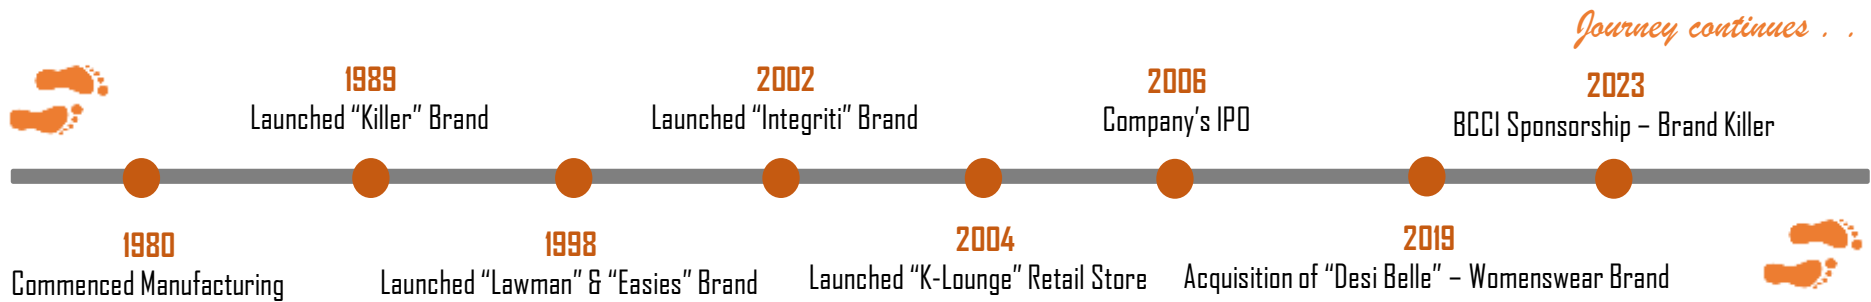 Journey continues . .
1989
Launched “Killer” Brand
2002
Launched “Integriti” Brand
2006
Company’s IPO
2023
BCCI Sponsorship – Brand Killer
1980
Commenced Manufacturing
1998
Launched “Lawman” & “Easies” Brand
2004
Launched “K-Lounge” Retail Store
2019
Acquisition of “Desi Belle” – Womenswear Brand